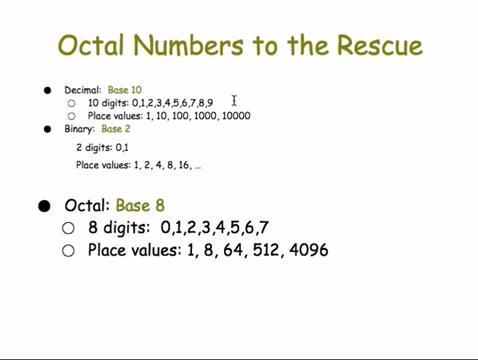 Octal Numbers to the Rescue
● Decimal: Base 10
○ 10 digits: 0,1,2,3,4,5,6,7,8,9
○ Place values: 1, 10, 100, 1000, 10000
● Binary: Base 2
2 digits: 0,1
Place values: 1, 2, 4, 8, 16, …
● Octal: Base 8
○ 8 digits: 0,1,2,3,4,5,6,7
○ Place values: 1, 8, 64, 512, 4096